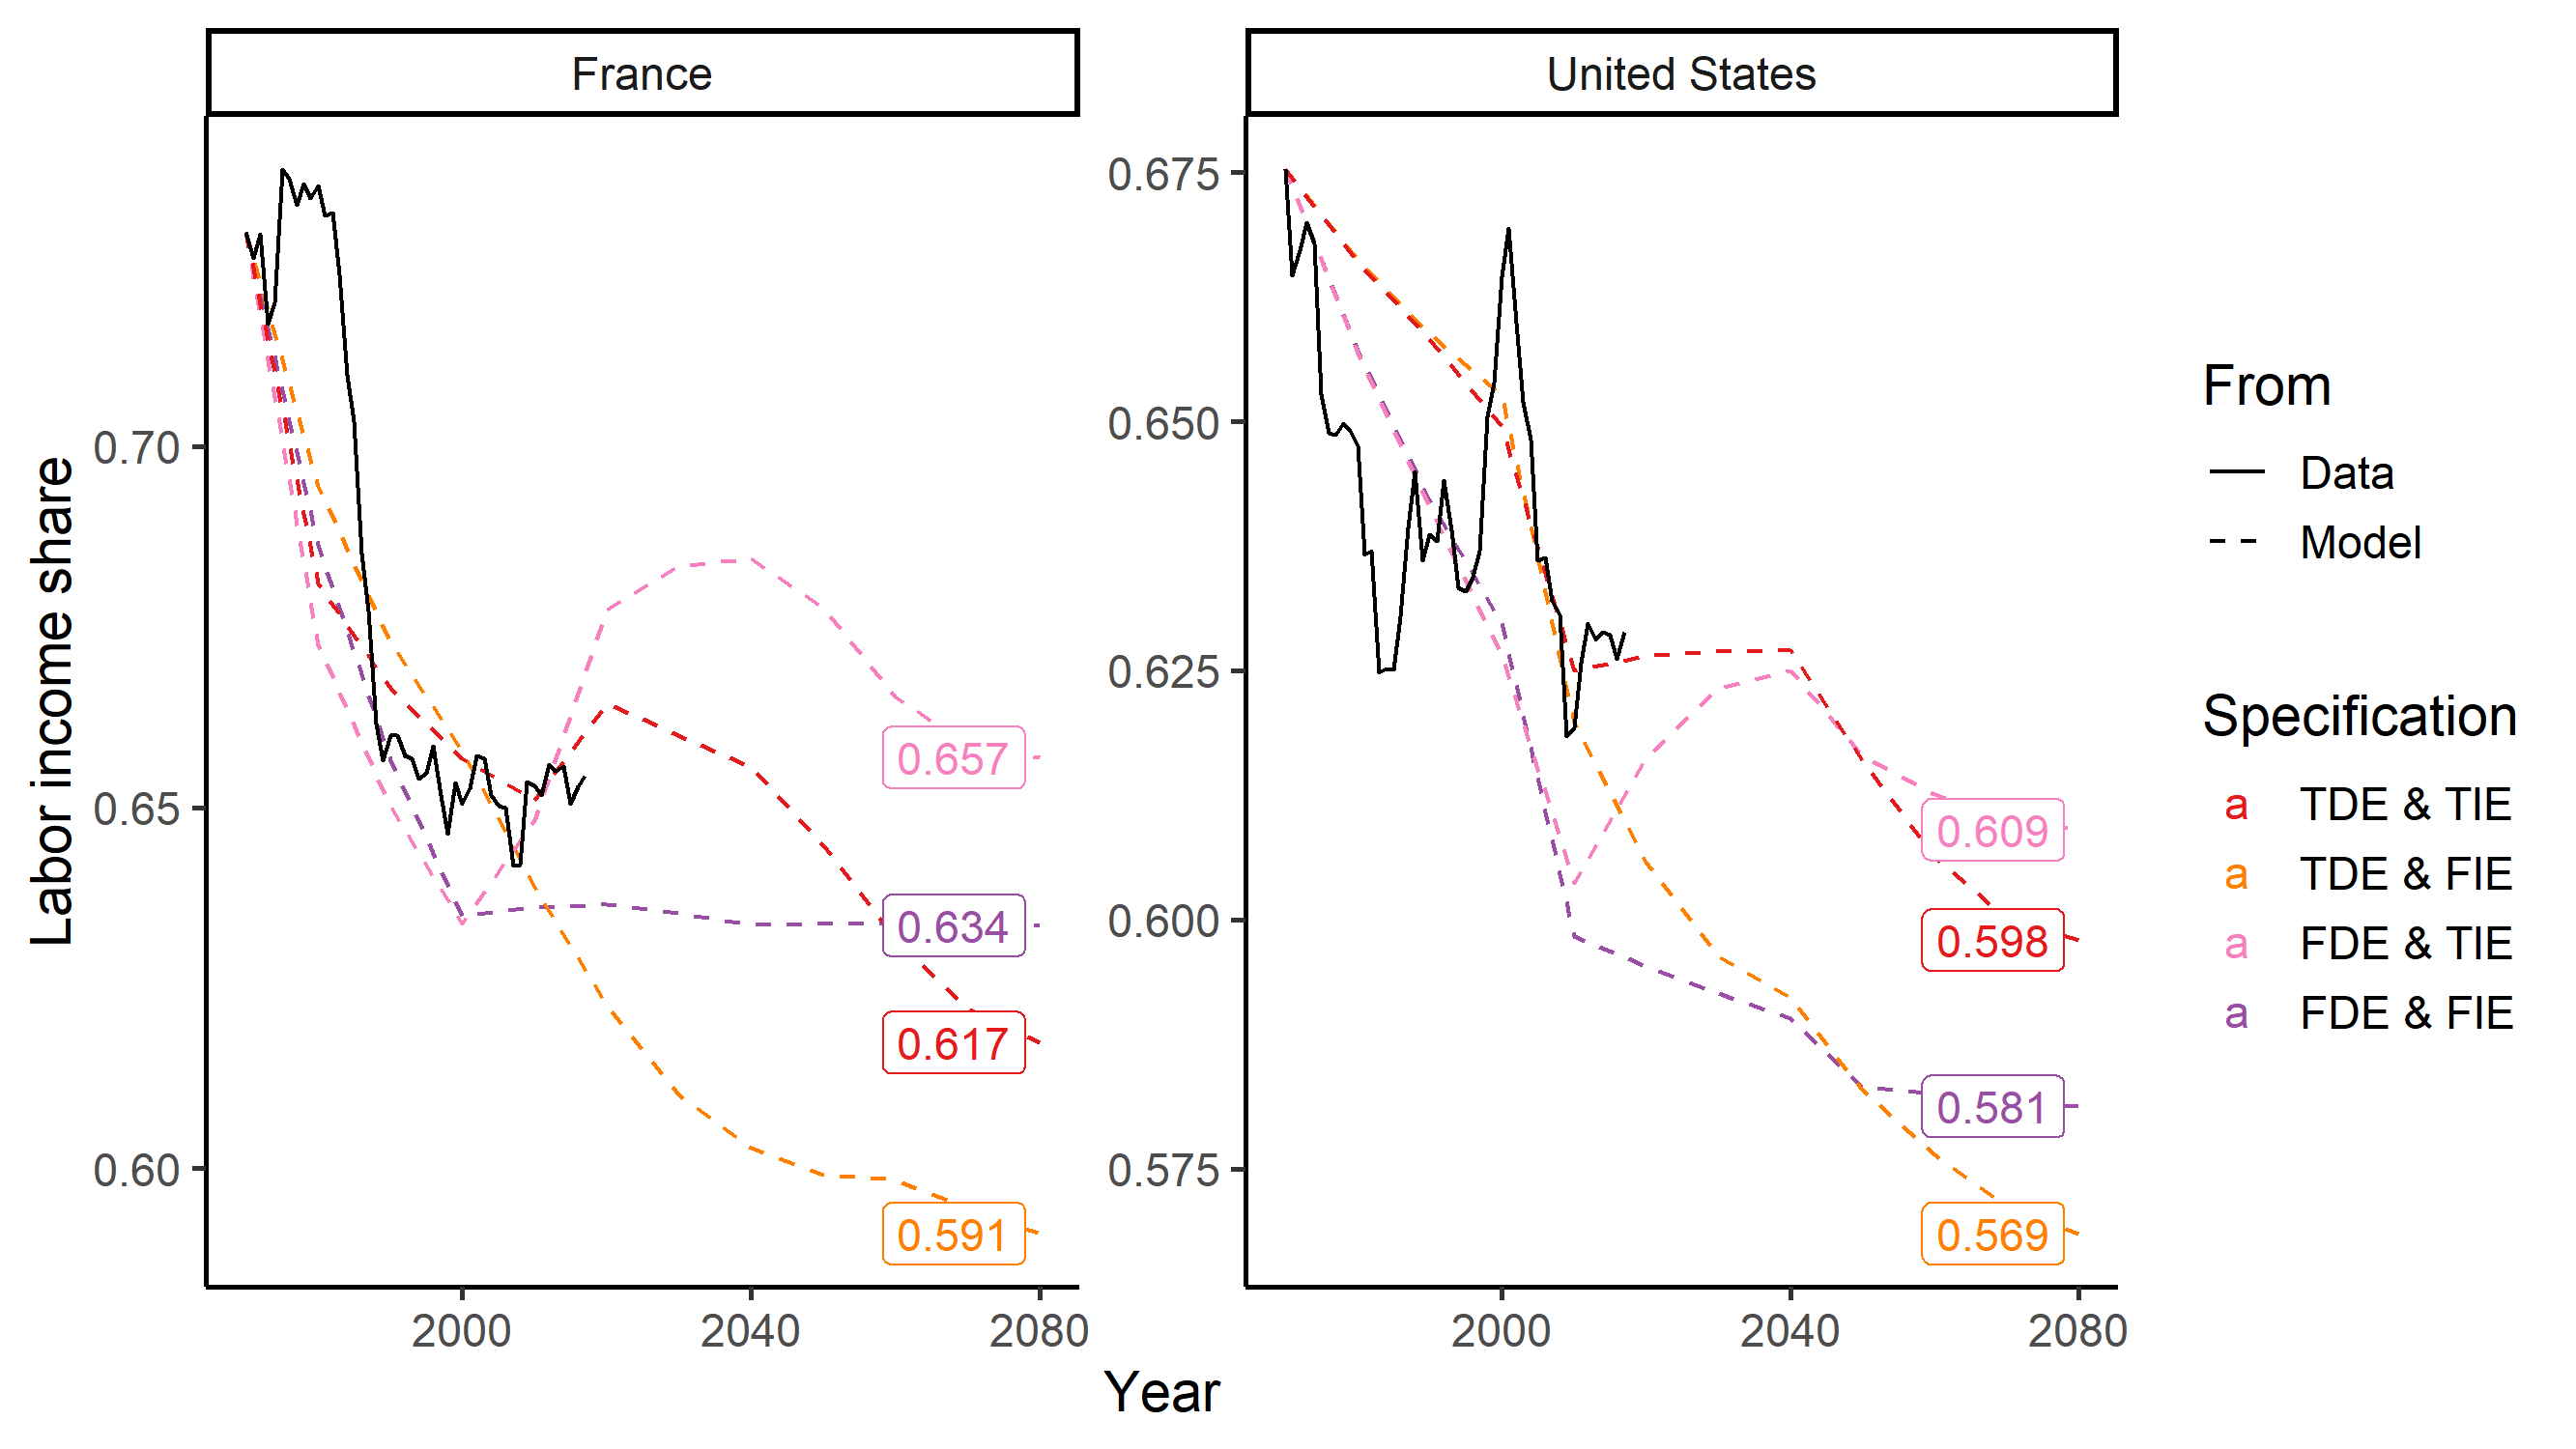 France
United States
Labor income share
0.70
0.65
0.60
0.657
0.634
0.617
0.591
2000
2040
2080
0.675
0.650
0.625
0.600
0.575
0.609
0.598
0.581
0.569
2000
2040
2080
Year
From
Data
Model
Specification
a TDE & TIE
a TDE & FIE
a FDE & TIE
a FDE & FIE